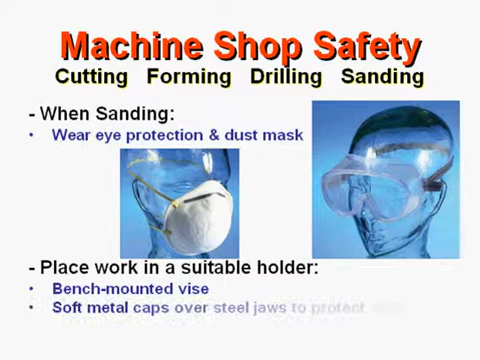 Machine Shop Safety
Cutting Forming Drilling Sanding
- When Sanding:
• Wear eye protection & dust mask
- Place work in a suitable holder:
• Bench-mounted vise
• Soft metal caps over steel jaws to protect